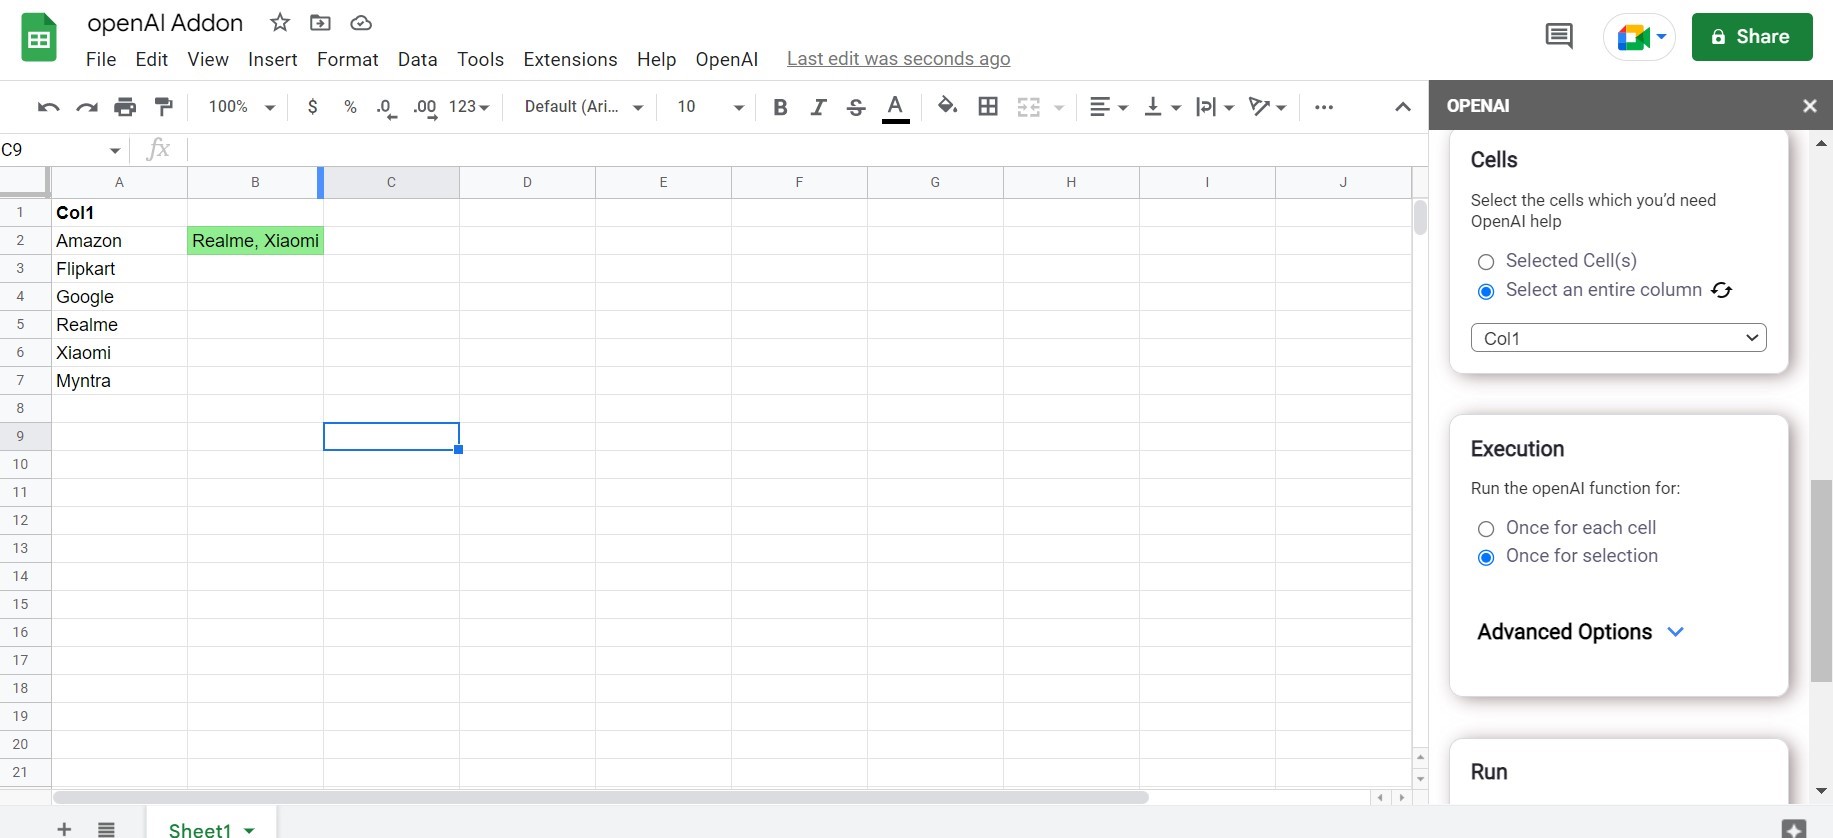 openAI Addon
File Edit View Insert Format Data Tools Extensions Help OpenAI Last edit was seconds ago
Share
100% $ % .0 .00 123 Default (Ari... 10 B I S A ...
C9 fx
A B C D E F G H I J
1 Col1
2 Amazon Realme, Xiaomi
3 Flipkart
4 Google
5 Realme
6 Xiaomi
7 Myntra
8
9
10
11
12
13
14
15
16
17
18
19
20
21
+ Sheet1
OPENAI
Cells
Select the cells which you’d need
OpenAI help
Selected Cell(s)
Select an entire column
Col1
Execution
Run the openAI function for:
Once for each cell
Once for selection
Advanced Options
Run